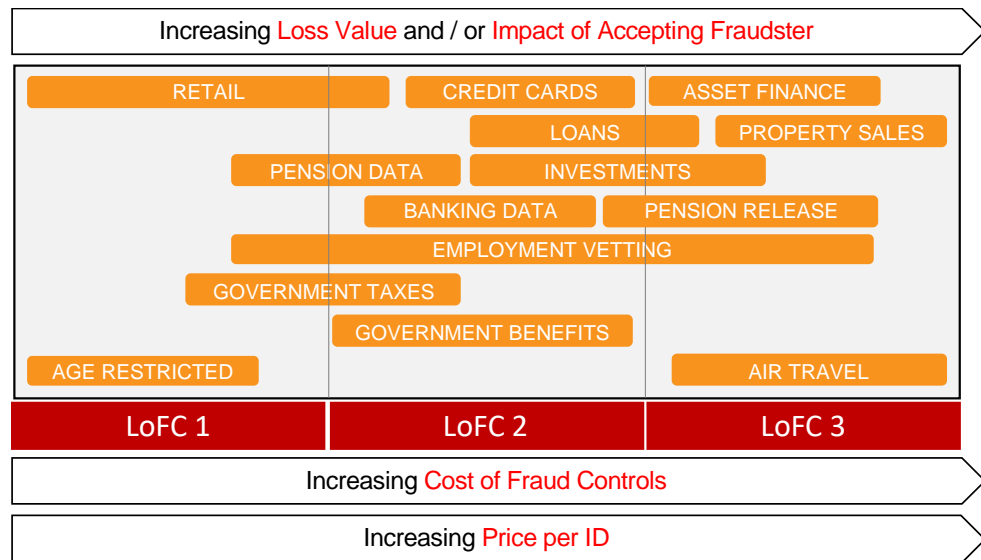 Increasing Loss Value and / or Impact of Accepting Fraudster
RETAIL CREDIT CARDS ASSET FINANCE
LOANS PROPERTY SALES
PENSION DATA INVESTMENTS
BANKING DATA PENSION RELEASE
EMPLOYMENT VETTING
GOVERNMENT TAXES
GOVERNMENT BENEFITS
AGE RESTRICTED AIR TRAVEL
LoFC 1 LoFC 2 LoFC 3
Increasing Cost of Fraud Controls
Increasing Price per ID